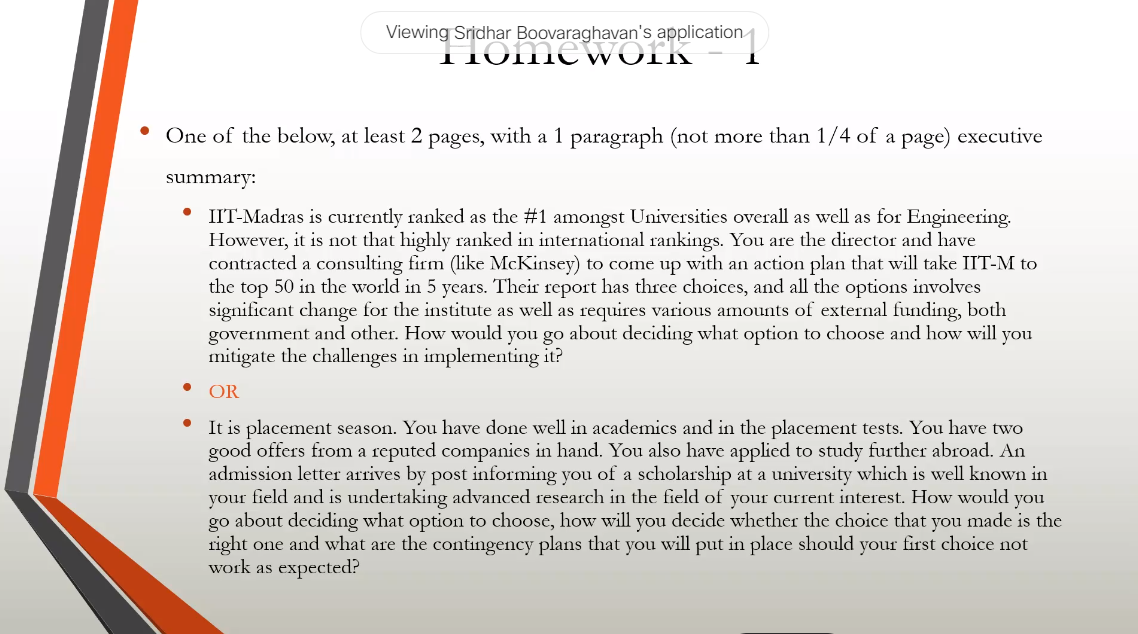 Viewing Sridhar Boovaraghavan's application
Homework - 1
• One of the below, at least 2 pages, with a 1 paragraph (not more than 1/4 of a page) executive
summary:
• IIT-Madras is currently ranked as the #1 amongst Universities overall as well as for Engineering.
However, it is not that highly ranked in international rankings. You are the director and have
contracted a consulting firm (like McKinsey) to come up with an action plan that will take IIT-M to
the top 50 in the world in 5 years. Their report has three choices, and all the options involves
significant change for the institute as well as requires various amounts of external funding, both
government and other. How would you go about deciding what option to choose and how will you
mitigate the challenges in implementing it?
• OR
• It is placement season. You have done well in academics and in the placement tests. You have two
good offers from a reputed companies in hand. You also have applied to study further abroad. An
admission letter arrives by post informing you of a scholarship at a university which is well known in
your field and is undertaking advanced research in the field of your current interest. How would you
go about deciding what option to choose, how will you decide whether the choice that you made is the
right one and what are the contingency plans that you will put in place should your first choice not
work as expected?